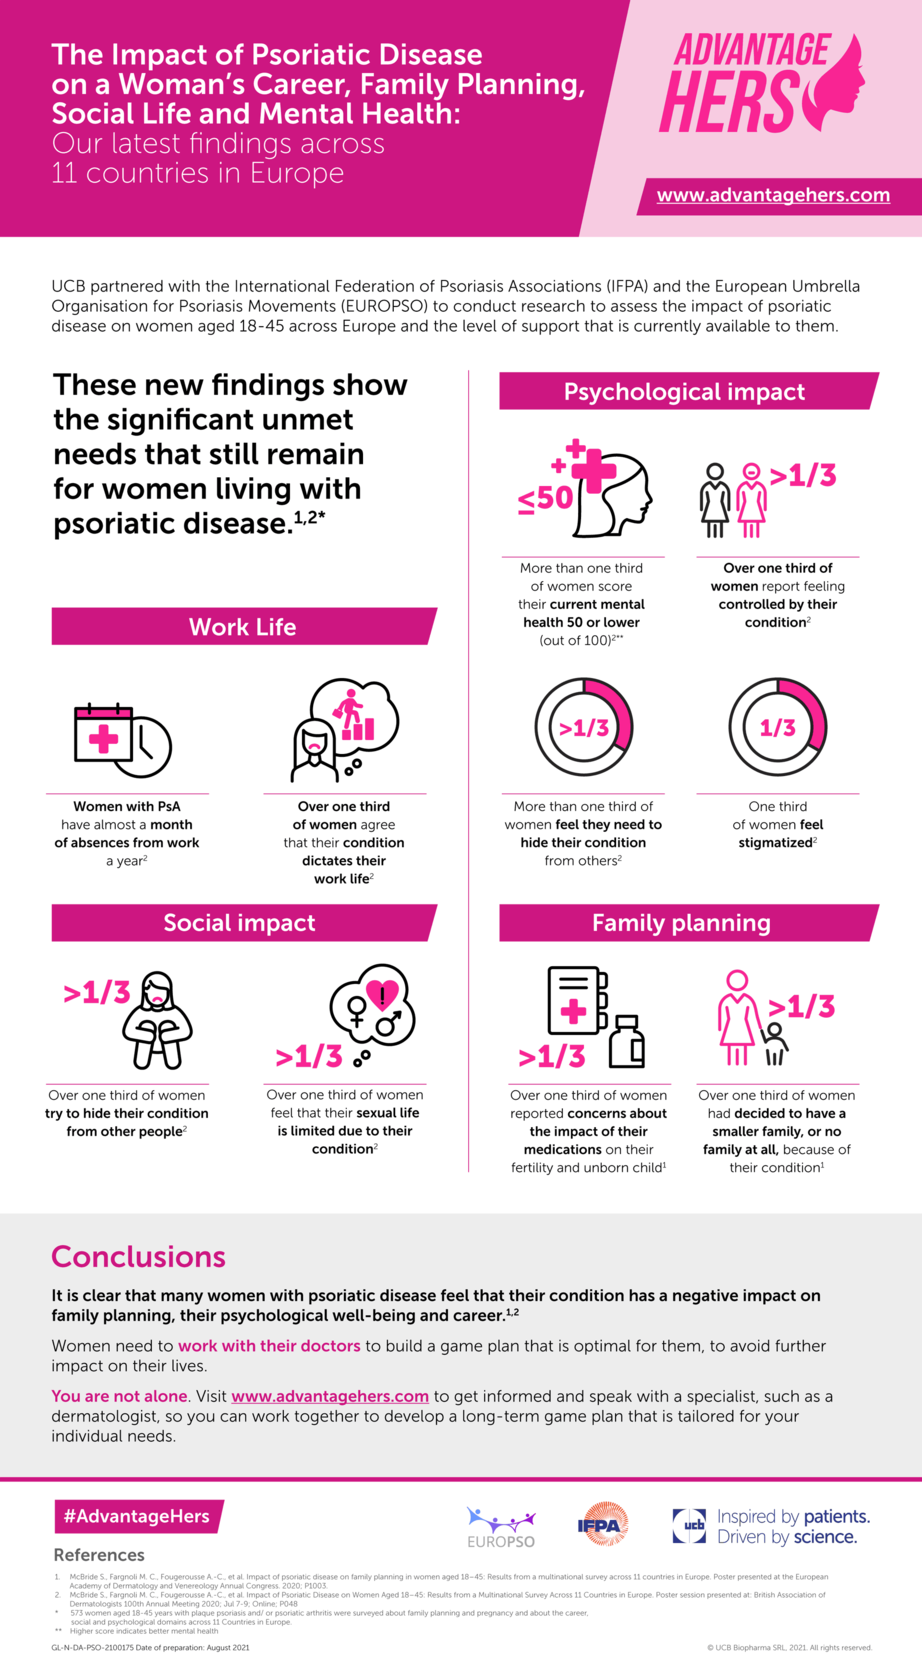 The Impact of Psoriatic Disease
on a Woman's Career, Family Planning,
Social Life and Mental Health:
Our latest findings across
11 countries in Europe
ADVANTAGE
HERS
www.advantagehers.com
UCB partnered with the International Federation of Psoriasis Associations (IFPA) and the European Umbrella
Organisation for Psoriasis Movements (EUROPSO) to conduct research to assess the impact of psoriatic
disease on women aged 18-45 across Europe and the level of support that is currently available to them.
These new findings show
the significant unmet
needs that still remain
for women living with
psoriatic disease.1,2*
Work Life
Women with PsA
have almost a month
of absences from work
a year2
Over one third
of women agree
that their condition
dictates their
work life2
Social impact
>1/3
Over one third of women
try to hide their condition
from other people2
>1/3
Over one third of women
feel that their sexual life
is limited due to their
condition2
Psychological impact
≤50
More than one third
of women score
their current mental
health 50 or lower
(out of 100)2**
>1/3
Over one third of
women report feeling
controlled by their
condition2
>1/3
More than one third of
women feel they need to
hide their condition
from others2
1/3
One third
of women feel
stigmatized2
Family planning
>1/3
Over one third of women
reported concerns about
the impact of their
medications on their
fertility and unborn child1
>1/3
Over one third of women
had decided to have a
smaller family, or no
family at all, because of
their condition1
Conclusions
It is clear that many women with psoriatic disease feel that their condition has a negative impact on
family planning, their psychological well-being and career.1,2
Women need to work with their doctors to build a game plan that is optimal for them, to avoid further
impact on their lives.
You are not alone. Visit www.advantagehers.com to get informed and speak with a specialist, such as a
dermatologist, so you can work together to develop a long-term game plan that is tailored for your
individual needs.
#AdvantageHers
EUROPSO
IFPA
ucb
Inspired by patients.
Driven by science.
References
1. McBride S., Fargnoli M. C., Fougerousse A.-C., et al. Impact of psoriatic disease on family planning in women aged 18–45: Results from a multinational survey across 11 countries in Europe. Poster presented at the European
Academy of Dermatology and Venereology Annual Congress. 2020; P1003.
2. McBride S., Fargnoli M. C., Fougerousse A.-C., et al. Impact of Psoriatic Disease on Women Aged 18–45: Results from a Multinational Survey Across 11 Countries in Europe. Poster session presented at: British Association of
Dermatologists 100th Annual Meeting 2020; Jul 7-9; Online; P048
* 573 women aged 18-45 years with plaque psoriasis and/ or psoriatic arthritis were surveyed about family planning and pregnancy and about the career,
social and psychological domains across 11 Countries in Europe.
** Higher score indicates better mental health
GL-N-DA-PSO-2100175 Date of preparation: August 2021
© UCB Biopharma SRL, 2021. All rights reserved.